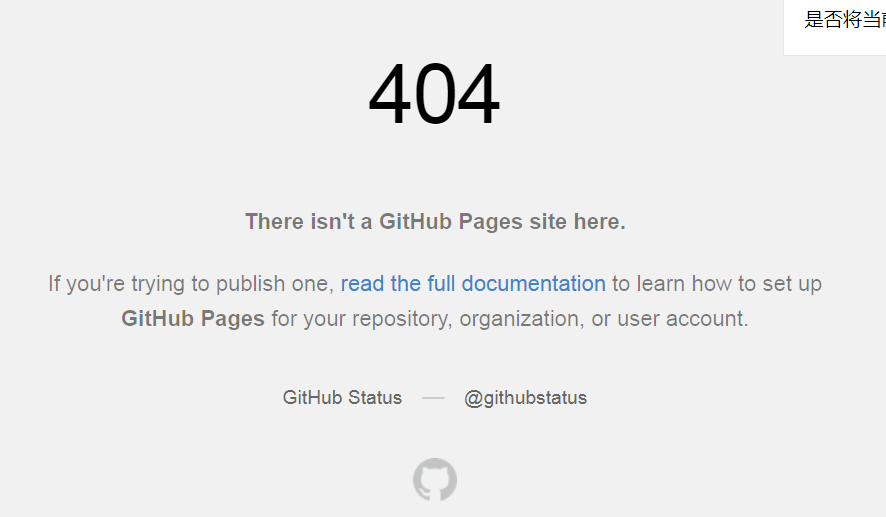 是否将当
404
There isn't a GitHub Pages site here.
If you're trying to publish one, read the full documentation to learn how to set up
GitHub Pages for your repository, organization, or user account.
GitHub Status — @githubstatus